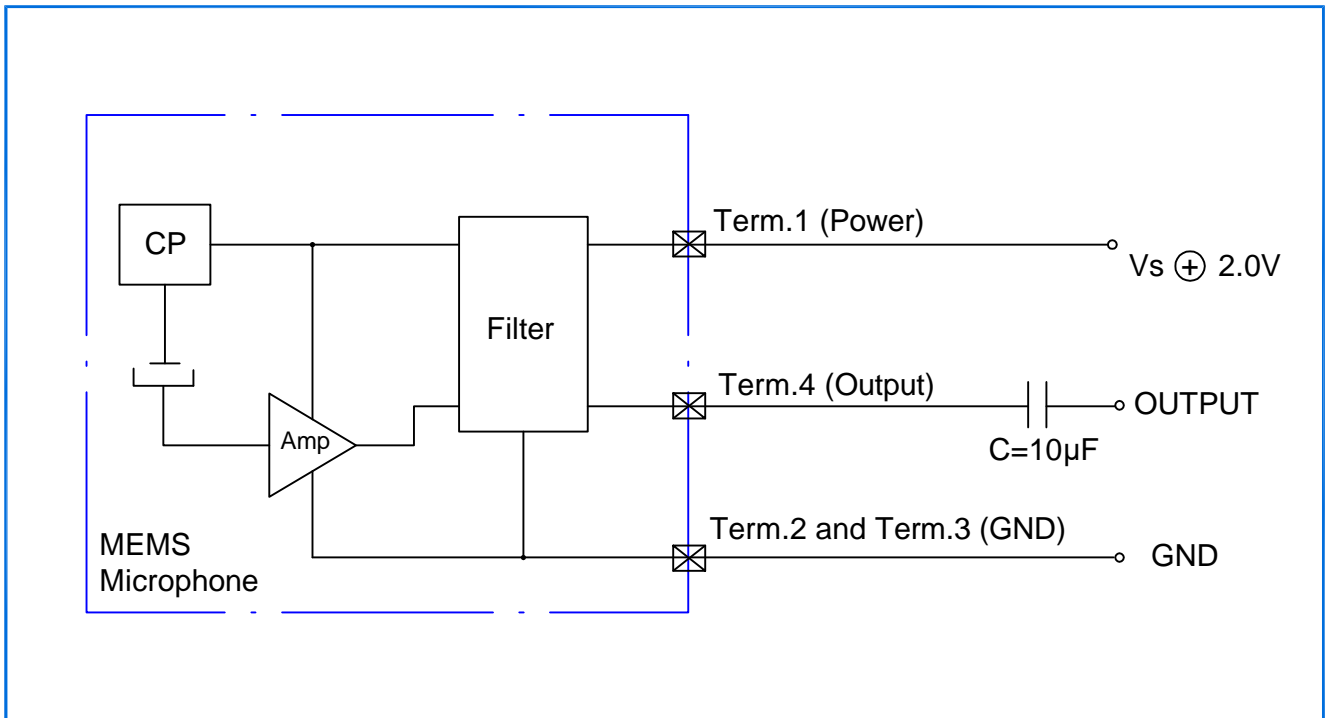 CP
Filter
Amp
MEMS
Microphone
Term.1 (Power)
Vs ⊕ 2.0V
Term.4 (Output)
OUTPUT
C=10µF
Term.2 and Term.3 (GND)
GND